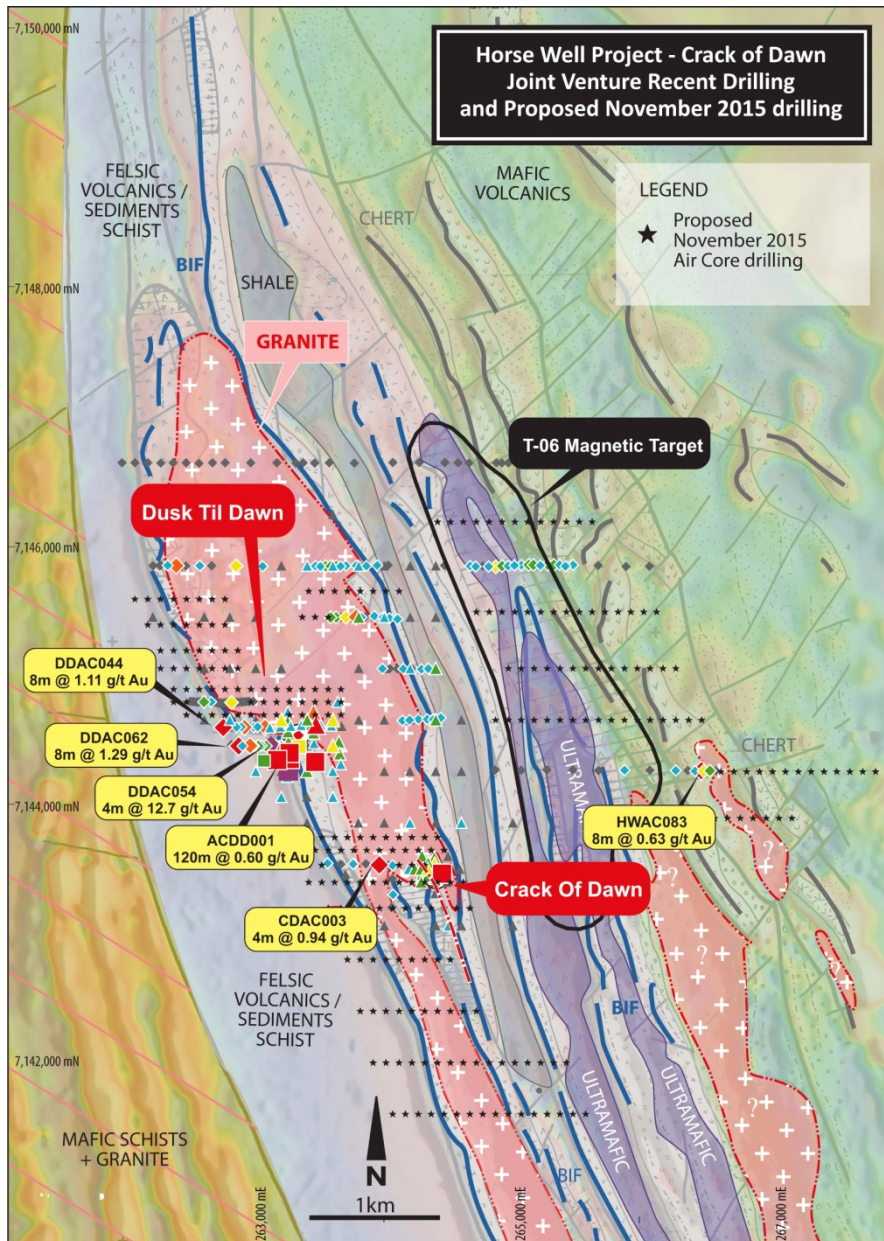 7,150,000 mN
Horse Well Project - Crack of Dawn
Joint Venture Recent Drilling
and Proposed November 2015 drilling
FELSIC
VOLCANICS /
SEDIMENTS
SCHIST
MAFIC
VOLCANICS
LEGEND
Proposed
November 2015
Air Core drilling
CHERT
BIF
SHALE
7,148,000 mN
GRANITE
T-06 Magnetic Target
Dusk Til Dawn
7,146,000 mN
DDAC044
8m @ 1.11 g/t Au
DDAC062
8m @ 1.29 g/t Au
CHERT
DDAC054
4m @ 12.7 g/t Au
7,144,000 mN
ULTRAMAFIC
HWAC083
8m @ 0.63 g/t Au
ACDD001
120m @ 0.60 g/t Au
?
?
Crack Of Dawn
CDAC003
4m @ 0.94 g/t Au
?
?
FELSIC
VOLCANICS /
SEDIMENTS
SCHIST
BIF
7,142,000 mN
ULTRAMAFIC
ULTRAMAFIC
?
MAFIC SCHISTS
+ GRANITE
N
BIF
1km
263,000 mE
265,000 mE
267,000 mE